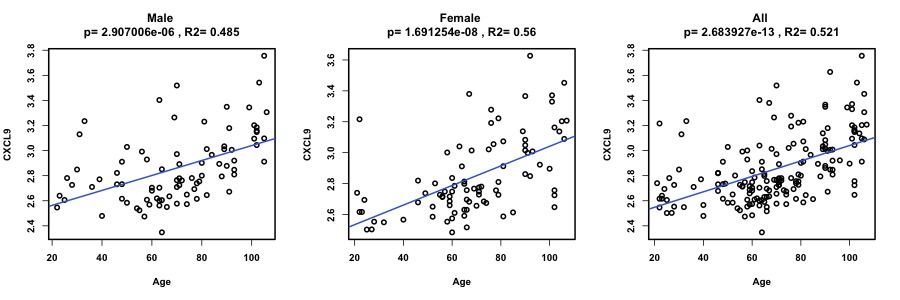 Male
p= 2.907006e-06 , R2= 0.485
CXCL9
3.8
3.6
3.4
3.2
3.0
2.8
2.6
2.4
20 40 60 80 100
Age
Female
p= 1.691254e-08 , R2= 0.56
CXCL9
3.6
3.4
3.2
3.0
2.8
2.6
20 40 60 80 100
Age
All
p= 2.683927e-13 , R2= 0.521
CXCL9
3.8
3.6
3.4
3.2
3.0
2.8
2.6
2.4
20 40 60 80 100
Age